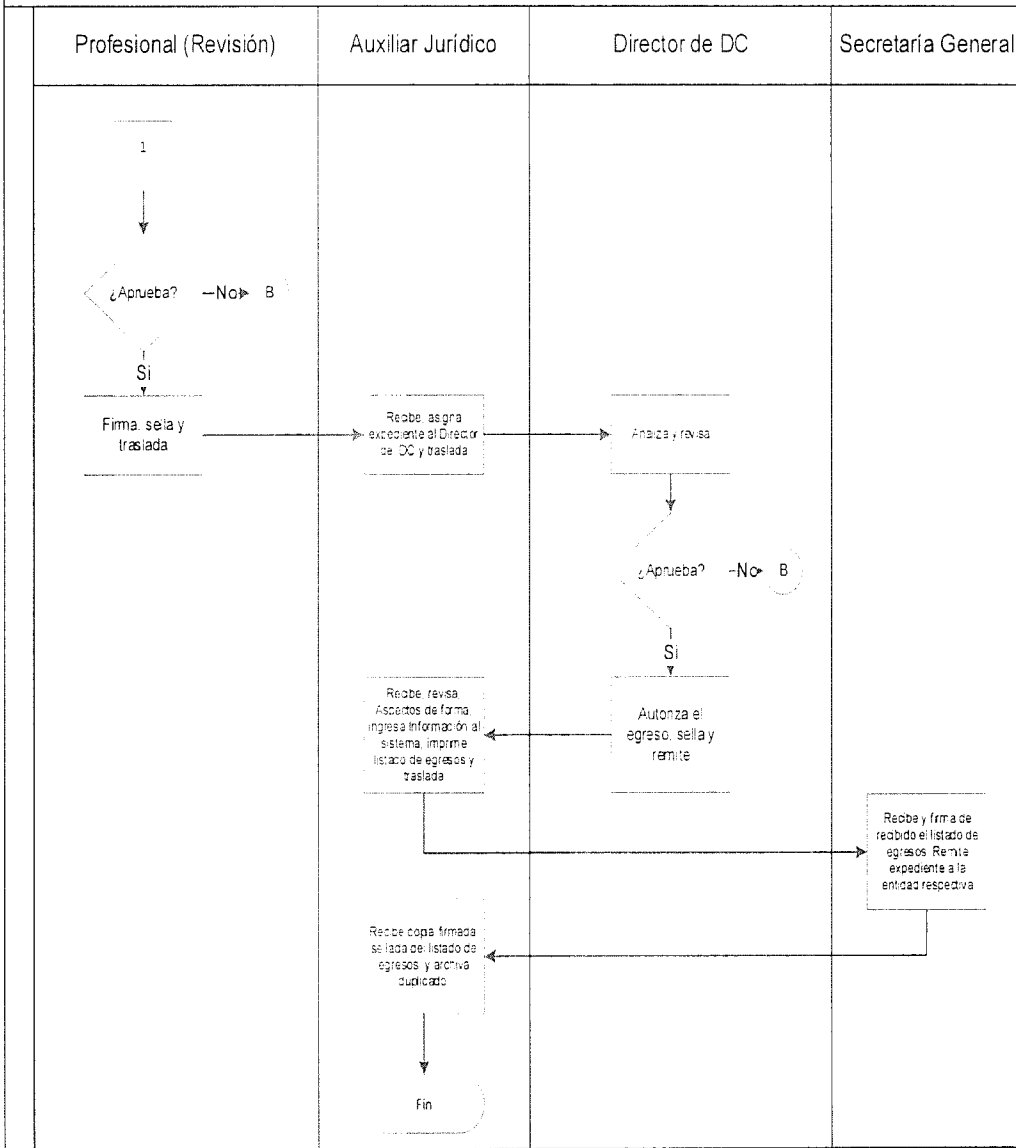 Profesional (Revisión)
Auxiliar Jurídico
Director de DC
Secretaría General
1
¿Aprueba?
No
B
Si
Firma, sella y
traslada
Recibe, asigna
expediente al Director
de DC y traslada
Analiza y revisa
¿Aprueba?
No
B
Si
Autoriza el
egreso, sella y
remite
Recibe, revisa,
Aspectos de forma,
ingresa Información al
sistema, imprime
listado de egresos y
traslada
Recibe y firma de
recibido el listado de
egresos. Remite
expediente a la
entidad respectiva
Recibe copia firmada
sellada del listado de
egresos y archiva
duplicado
Fin